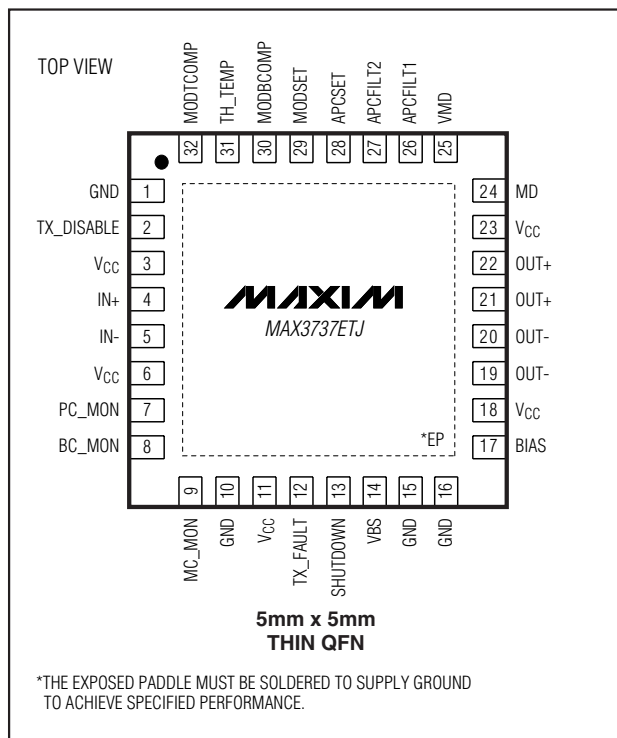 TOP VIEW
MODTCOMP
TH_TEMP
MODBCOMP
MODSET
APCSET
APCFILT2
APCFILT1
VMD
32
31
30
29
28
27
26
25
GND 1
TX_DISABLE 2
VCC 3
IN+ 4
IN- 5
VCC 6
PC_MON 7
BC_MON 8
24 MD
23 VCC
22 OUT+
21 OUT+
20 OUT-
19 OUT-
18 VCC
17 BIAS
MAXIM
MAX3737ETJ
*EP
9
10
11
12
13
14
15
16
MC_MON
GND
VCC
TX_FAULT
SHUTDOWN
VBS
GND
GND
5mm x 5mm
THIN QFN
*THE EXPOSED PADDLE MUST BE SOLDERED TO SUPPLY GROUND
TO ACHIEVE SPECIFIED PERFORMANCE.